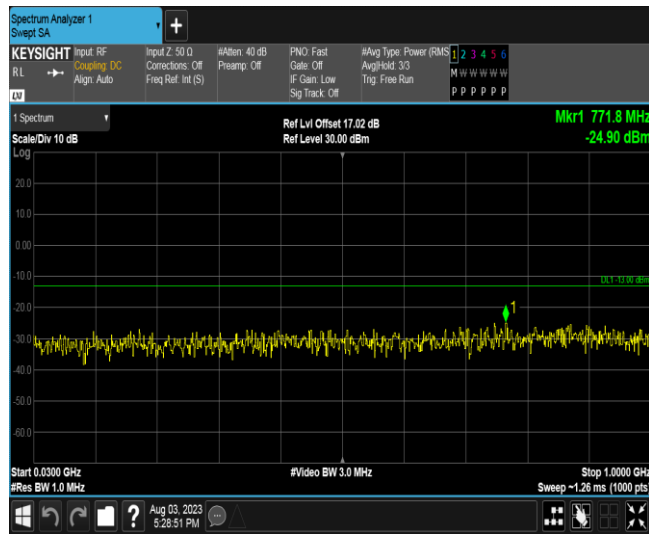 Spectrum Analyzer 1
Swept SA
+
KEYSIGHT
RL
LXI
Input: RF
Coupling: DC
Align: Auto
Input Z: 50 Ω
Corrections: Off
Freq Ref: Int (S)
#Atten: 40 dB
Preamp: Off
PNO: Fast
Gate: Off
IF Gain: Low
Sig Track: Off
#Avg Type: Power (RMS
Avg|Hold: 3/3
Trig: Free Run
1 2 3 4 5 6
M W W W W W
P P P P P P
1 Spectrum
Scale/Div 10 dB
Log
Ref Lvl Offset 17.02 dB
Ref Level 30.00 dBm
Mkr1 771.8 MHz
-24.90 dBm
20.0
10.0
0.00
-10.0
DL1 -13.00 dBm
-20.0
1
-30.0
-40.0
-50.0
-60.0
Start 0.0300 GHz
#Res BW 1.0 MHz
#Video BW 3.0 MHz
Stop 1.0000 GHz
Sweep ~1.26 ms (1000 pts)
?
Aug 03, 2023
5:28:51 PM